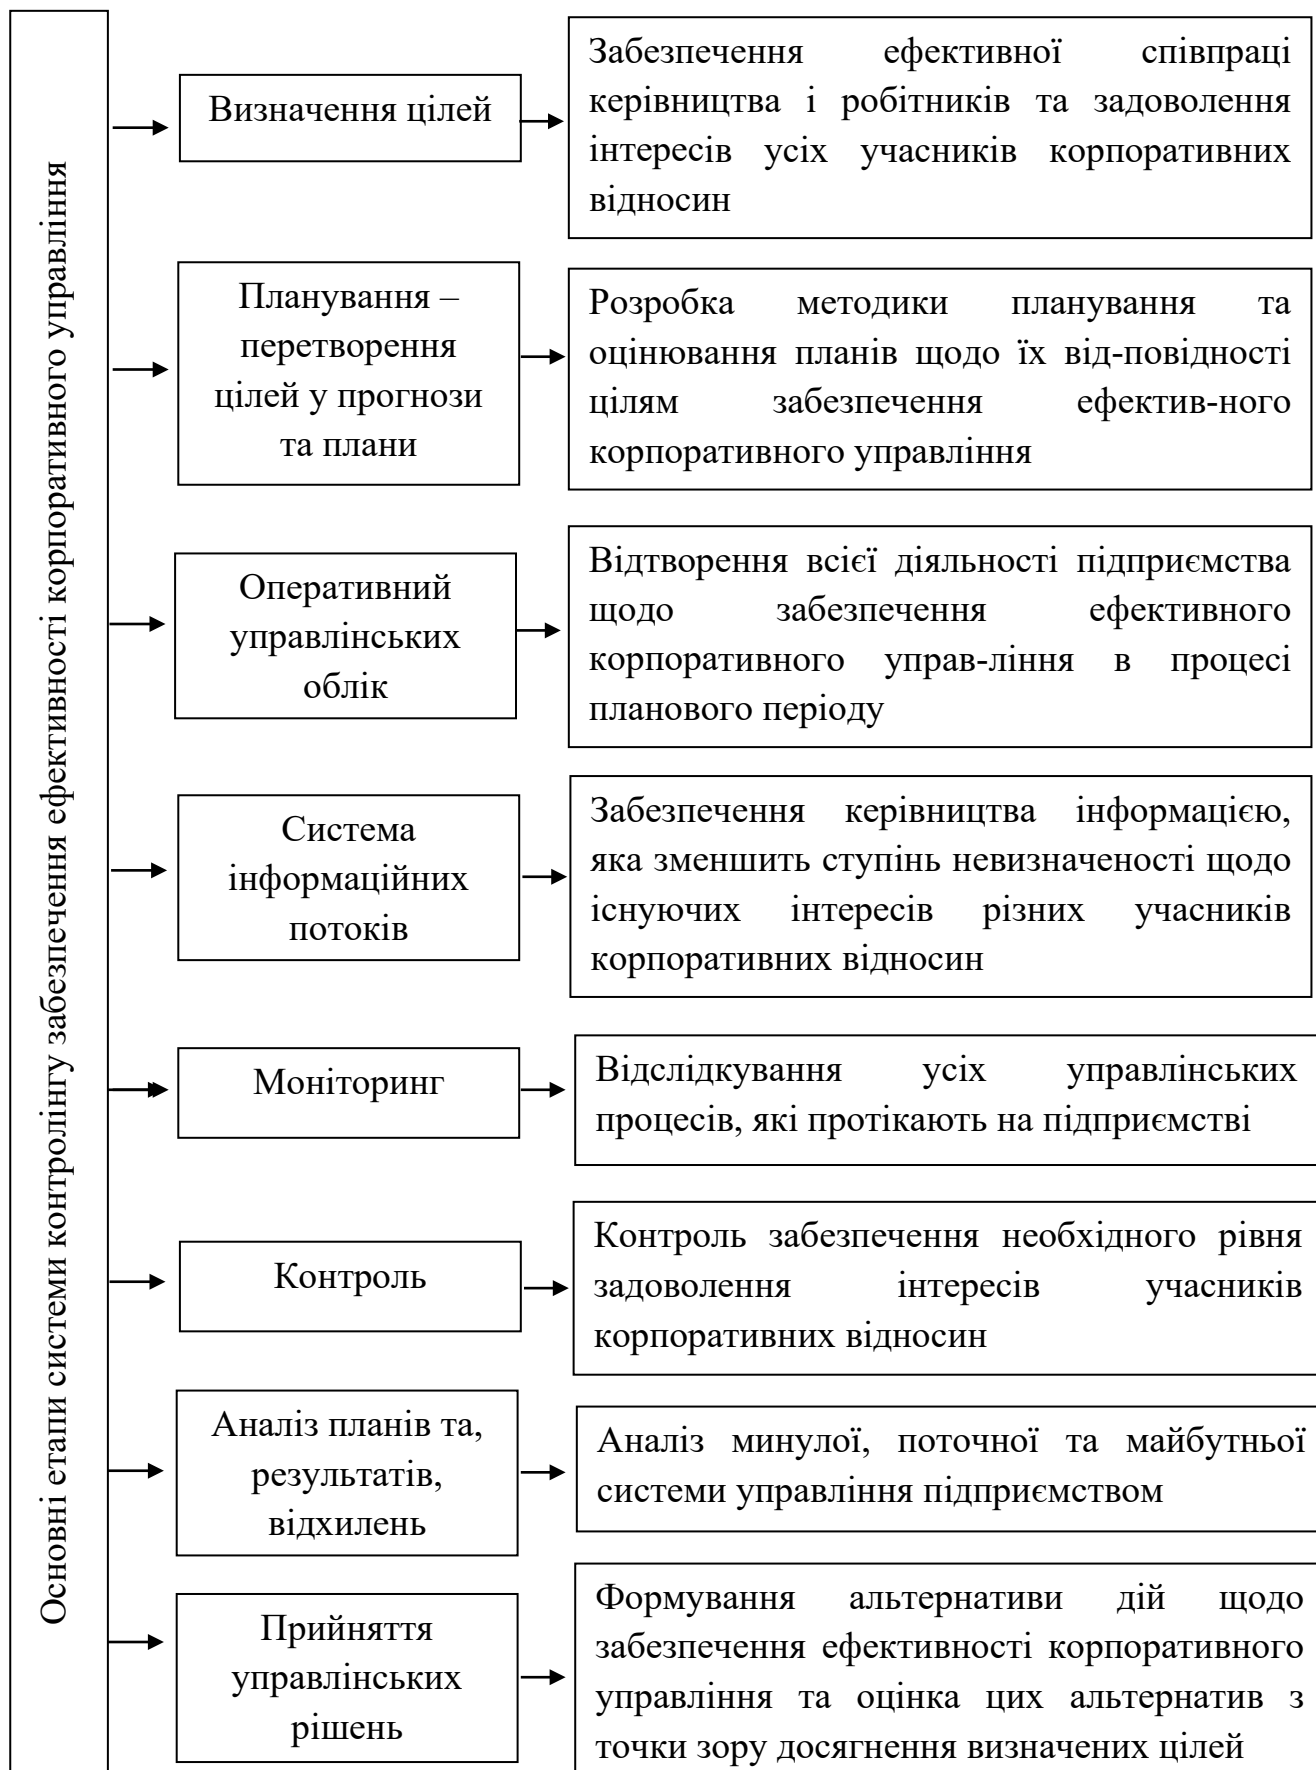 Основні етапи системи контролінгу забезпечення ефективності корпоративного управління
Визначення цілей
Забезпечення ефективної співпраці
керівництва і робітників та задоволення
інтересів усіх учасників корпоративних
відносин
Планування –
перетворення
цілей у прогнози
та плани
Розробка методики планування та
оцінювання планів щодо їх від-повідності
цілям забезпечення ефектив-ного
корпоративного управління
Оперативний
управлінських
облік
Відтворення всієї діяльності підприємства
щодо забезпечення ефективного
корпоративного управ-ління в процесі
планового періоду
Система
інформаційних
потоків
Забезпечення керівництва інформацією,
яка зменшить ступінь невизначеності щодо
існуючих інтересів різних учасників
корпоративних відносин
Моніторинг
Відслідкування усіх управлінських
процесів, які протікають на підприємстві
Контроль
Контроль забезпечення необхідного рівня
задоволення інтересів учасників
корпоративних відносин
Аналіз планів та,
результатів,
відхилень
Аналіз минулої, поточної та майбутньої
системи управління підприємством
Прийняття
управлінських
рішень
Формування альтернативи дій щодо
забезпечення ефективності корпоративного
управління та оцінка цих альтернатив з
точки зору досягнення визначених цілей